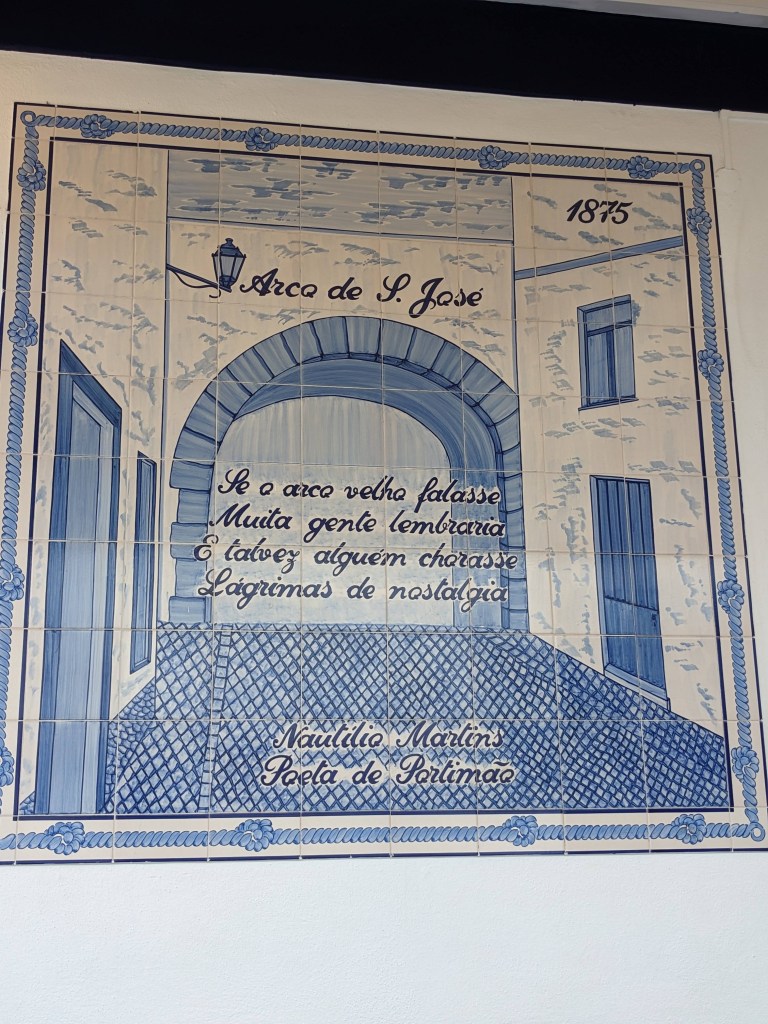 1875
Arco de S. José
Se o arco velho falasse
Muita gente lembraria
E talvez alguém chorasse
Lágrimas de nostalgia
Nautilio Martins
Poeta de Portimão